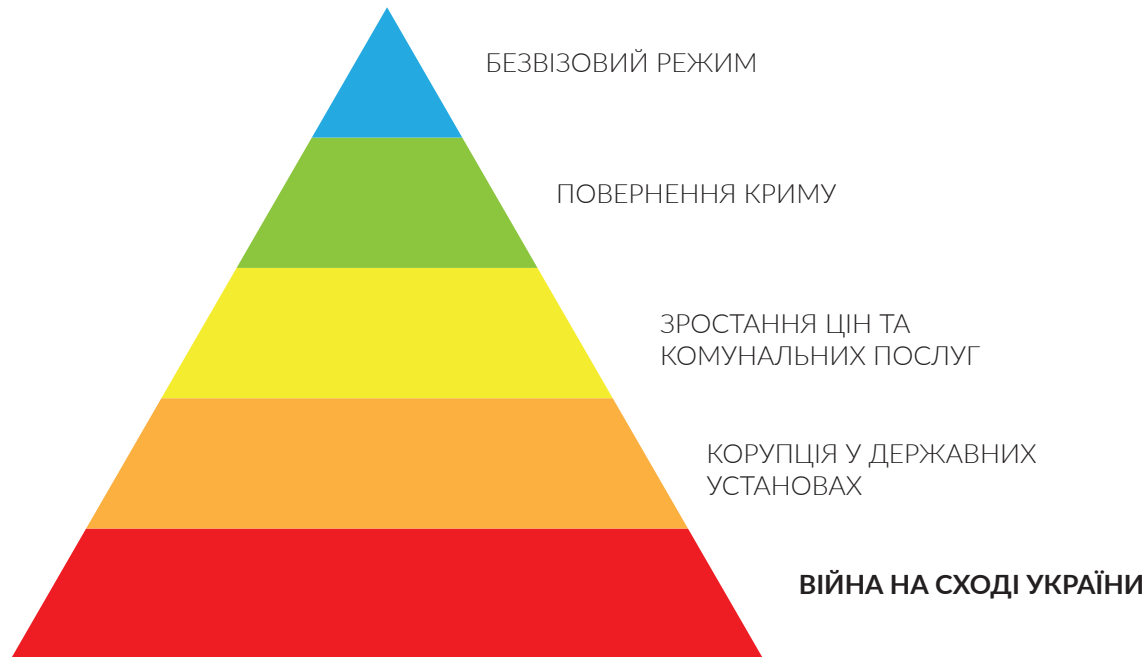 БЕЗВІЗОВИЙ РЕЖИМ
ПОВЕРНЕННЯ КРИМУ
ЗРОСТАННЯ ЦІН ТА
КОМУНАЛЬНИХ ПОСЛУГ
КОРУПЦІЯ У ДЕРЖАВНИХ
УСТАНОВАХ
ВІЙНА НА СХОДІ УКРАЇНИ